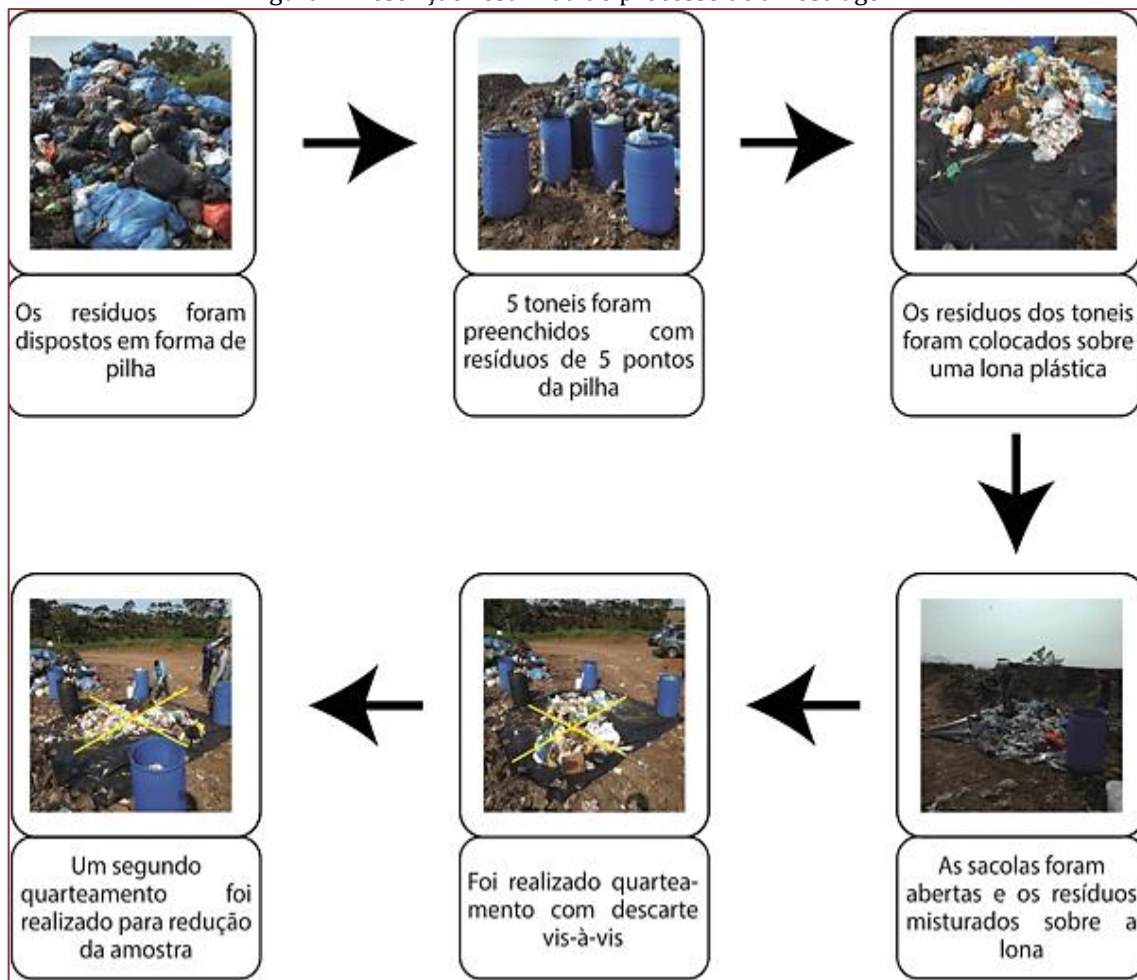 Os resíduos foram
dispostos em forma de
pilha
5 toneis foram
preenchidos com
resíduos de 5 pontos
da pilha
Os resíduos dos toneis
foram colocados sobre
uma lona plástica
As sacolas foram
abertas e os resíduos
misturados sobre a
lona
Foi realizado quartea-
mento com descarte
vis-à-vis
Um segundo
quarteamento foi
realizado para redução
da amostra